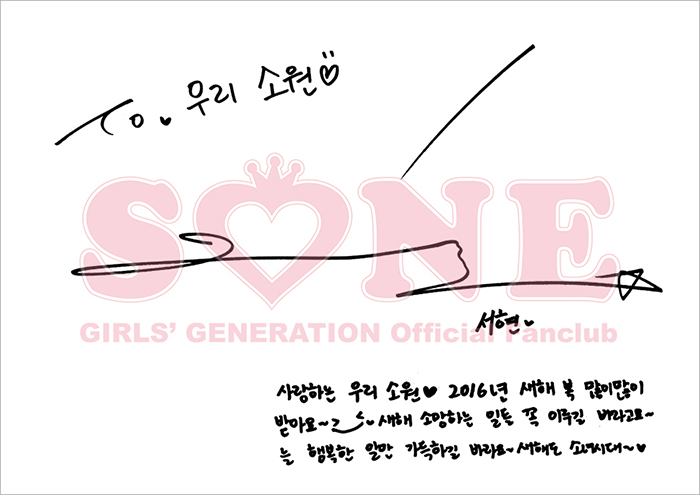 To. 우리 소원♡
SONE
GIRLS' GENERATION Official Fanclub
서현♥
사랑하는 우리 소원♡ 2016년 새해 복 많이많이
받아요~ 새해 소망하는 일들 꼭 이루길 바라고요~
늘 행복한 일만 가득하길 바라요~ 새해도 소녀시대~♥